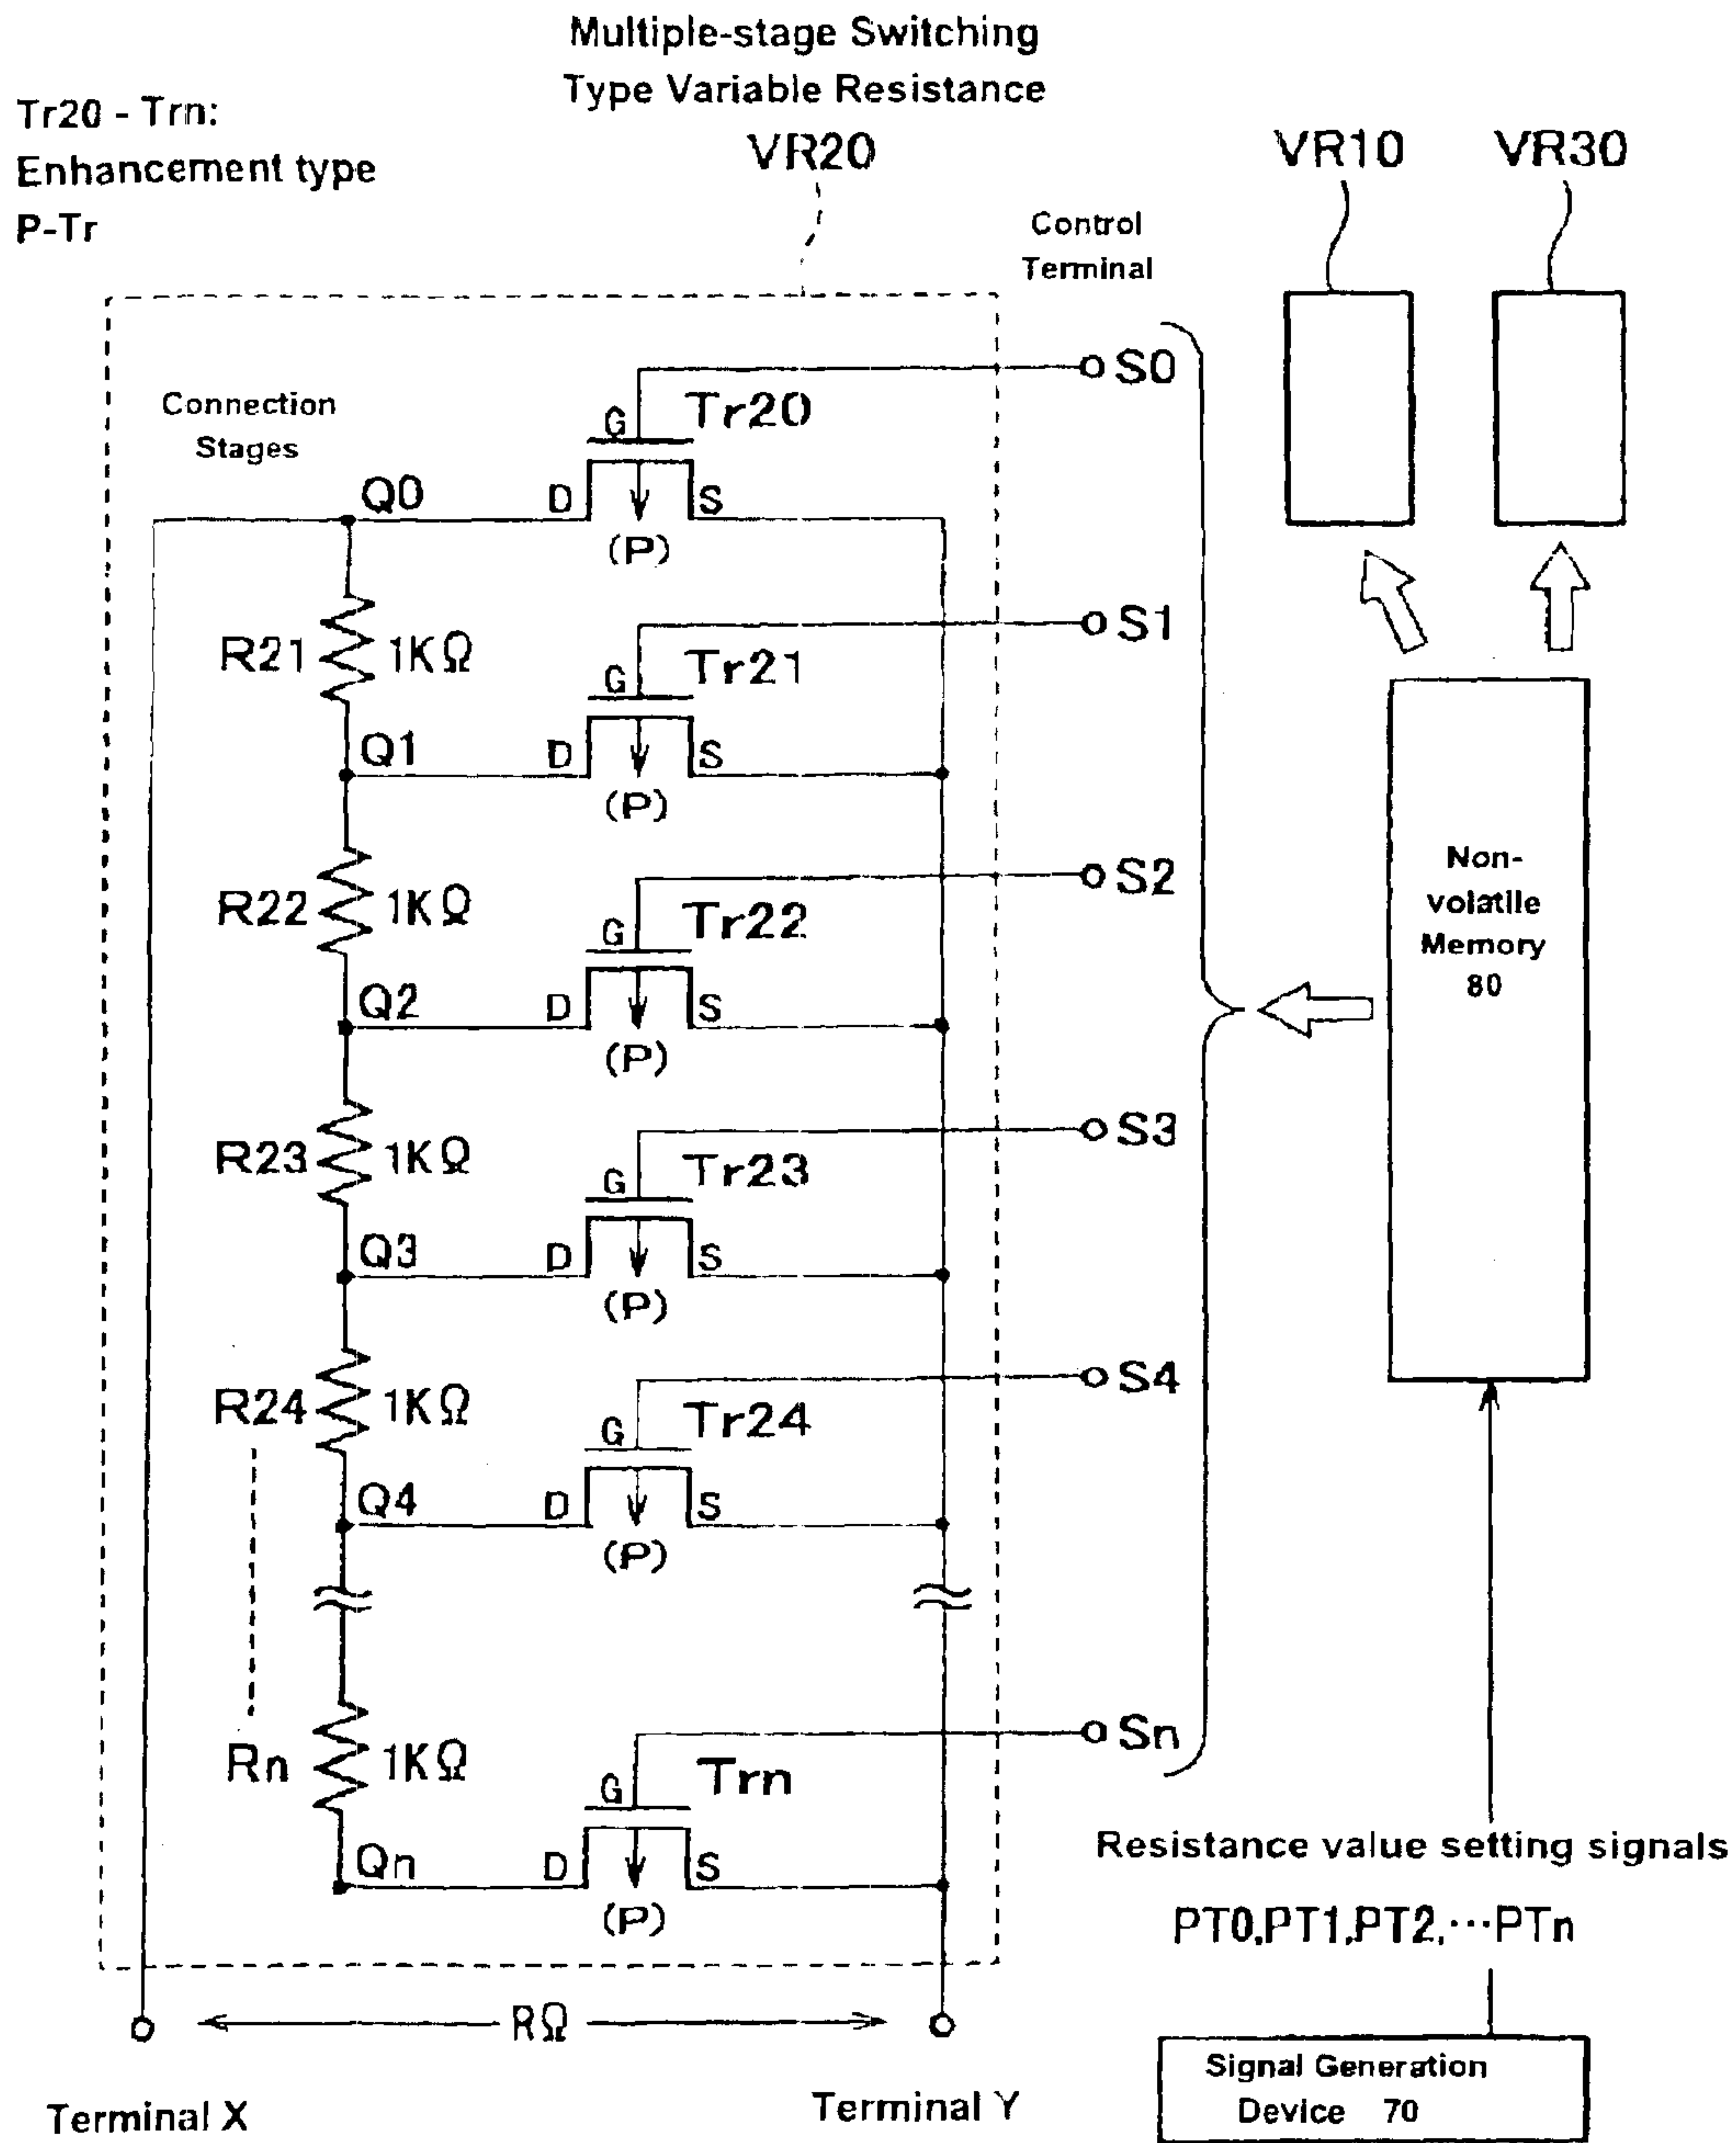 Multiple-stage Switching
Type Variable Resistance
VR20
Tr20 - Trn:
Enhancement type
P-Tr
VR10
VR30
Control
Terminal
Connection
Stages
S0
G
Tr20
Q0
D
S
(P)
R21
1KΩ
S1
G
Tr21
Q1
D
S
(P)
R22
1KΩ
S2
G
Tr22
Q2
D
S
(P)
R23
1KΩ
S3
G
Tr23
Q3
D
S
(P)
R24
1KΩ
S4
G
Tr24
Q4
D
S
(P)
Rn
1KΩ
Sn
G
Trn
Qn
D
S
(P)
Non-
volatile
Memory
80
Resistance value setting signals
PT0,PT1,PT2,···PTn
RΩ
Signal Generation
Device 70
Terminal X
Terminal Y